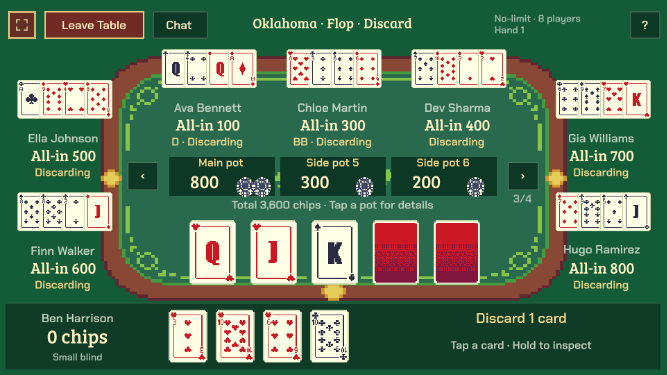 Leave Table
Chat
Oklahoma · Flop · Discard
No-limit · 8 players
Hand 1
?
Ava Bennett
All-in 100
D · Discarding
Chloe Martin
All-in 300
BB · Discarding
Dev Sharma
All-in 400
Discarding
Ella Johnson
All-in 500
Discarding
Gia Williams
All-in 700
Discarding
‹
Main pot
800
Side pot 5
300
Side pot 6
200
›
3/4
Total 3,600 chips · Tap a pot for details
Finn Walker
All-in 600
Discarding
Hugo Ramirez
All-in 800
Discarding
Q
J
K
Ben Harrison
0 chips
Small blind
Discard 1 card
Tap a card · Hold to inspect